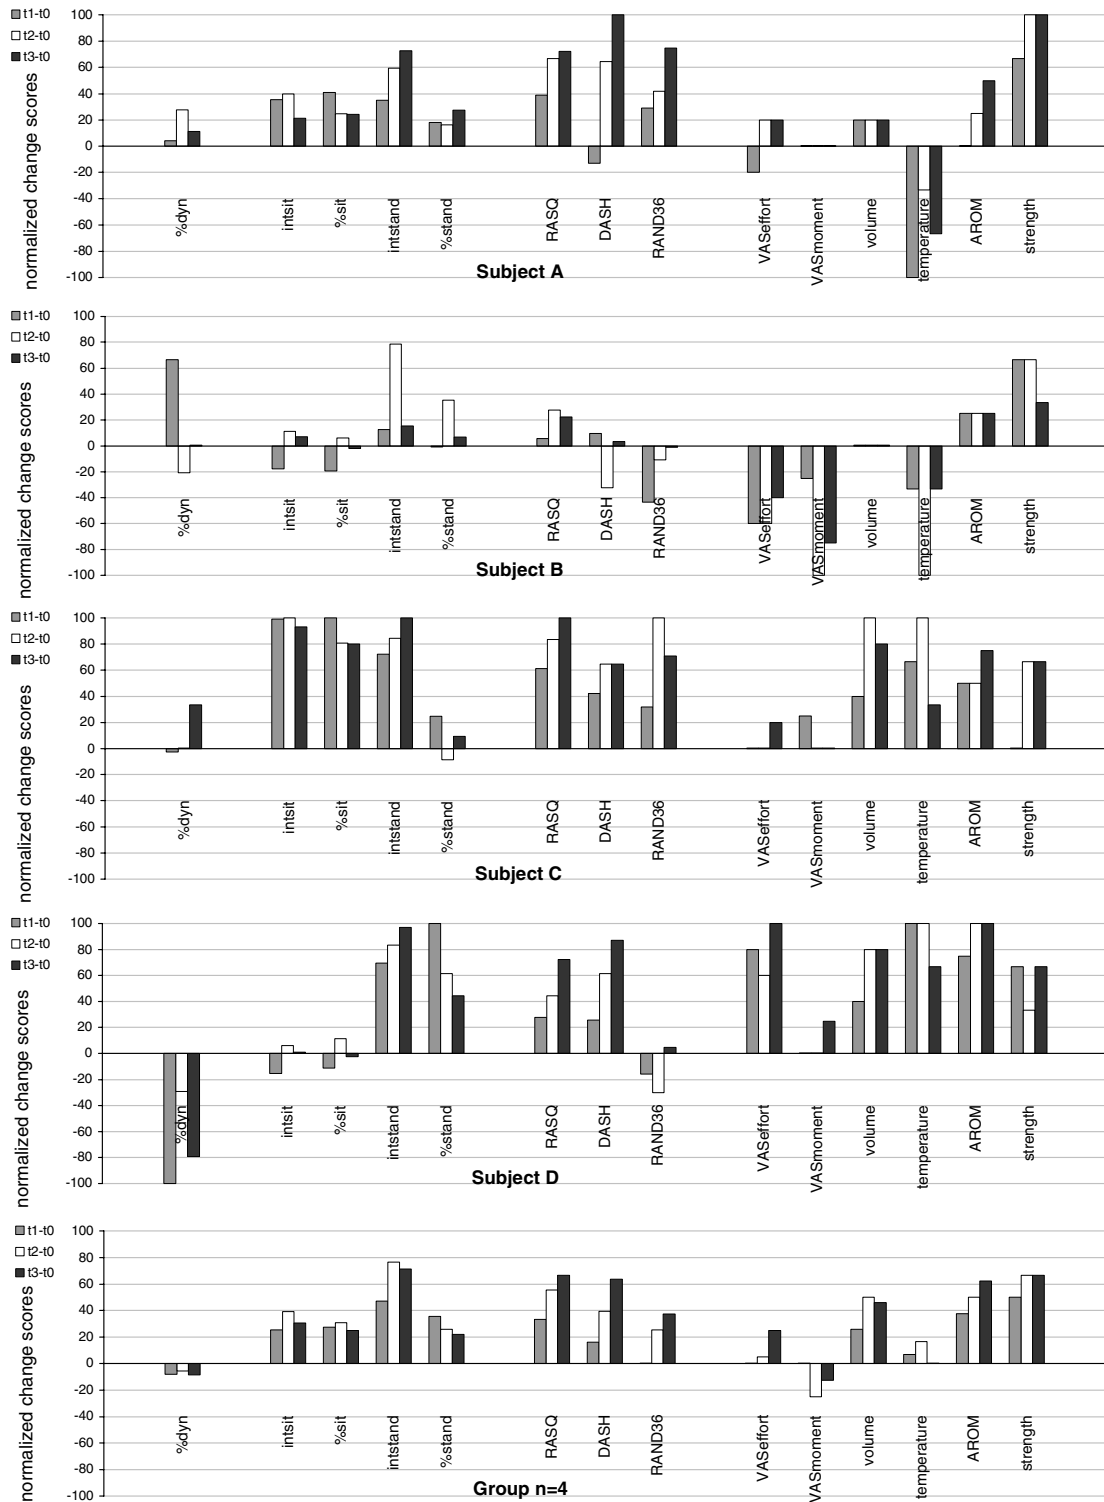 t1-t0
t2-t0
t3-t0
normalized change scores
100
80
60
40
20
0
-20
-40
-60
-80
-100
%dyn
intsit
%sit
intstand
%stand
RASQ
DASH
RAND36
VASeffort
VASmoment
volume
temperature
AROM
strength
Subject A
t1-t0
t2-t0
t3-t0
normalized change scores
100
80
60
40
20
0
-20
-40
-60
-80
-100
%dyn
intsit
%sit
intstand
%stand
RASQ
DASH
RAND36
VASeffort
VASmoment
volume
temperature
AROM
strength
Subject B
t1-t0
t2-t0
t3-t0
normalized change scores
100
80
60
40
20
0
-20
-40
-60
-80
-100
%dyn
intsit
%sit
intstand
%stand
RASQ
DASH
RAND36
VASeffort
VASmoment
volume
temperature
AROM
strength
Subject C
t1-t0
t2-t0
t3-t0
normalized change scores
100
80
60
40
20
0
-20
-40
-60
-80
-100
%dyn
intsit
%sit
intstand
%stand
RASQ
DASH
RAND36
VASeffort
VASmoment
volume
temperature
AROM
strength
Subject D
t1-t0
t2-t0
t3-t0
normalized change scores
100
80
60
40
20
0
-20
-40
-60
-80
-100
%dyn
intsit
%sit
intstand
%stand
RASQ
DASH
RAND36
VASeffort
VASmoment
volume
temperature
AROM
strength
Group n=4